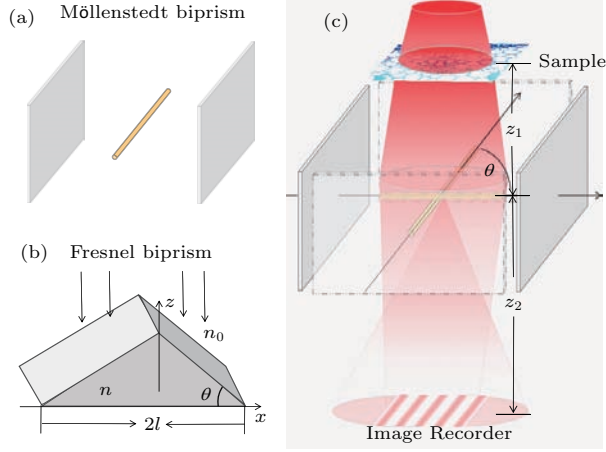 (a)
Möllenstedt biprism
(b)
Fresnel biprism
z
n₀
n
θ
x
2l
(c)
Sample
z₁
θ
z₂
Image Recorder